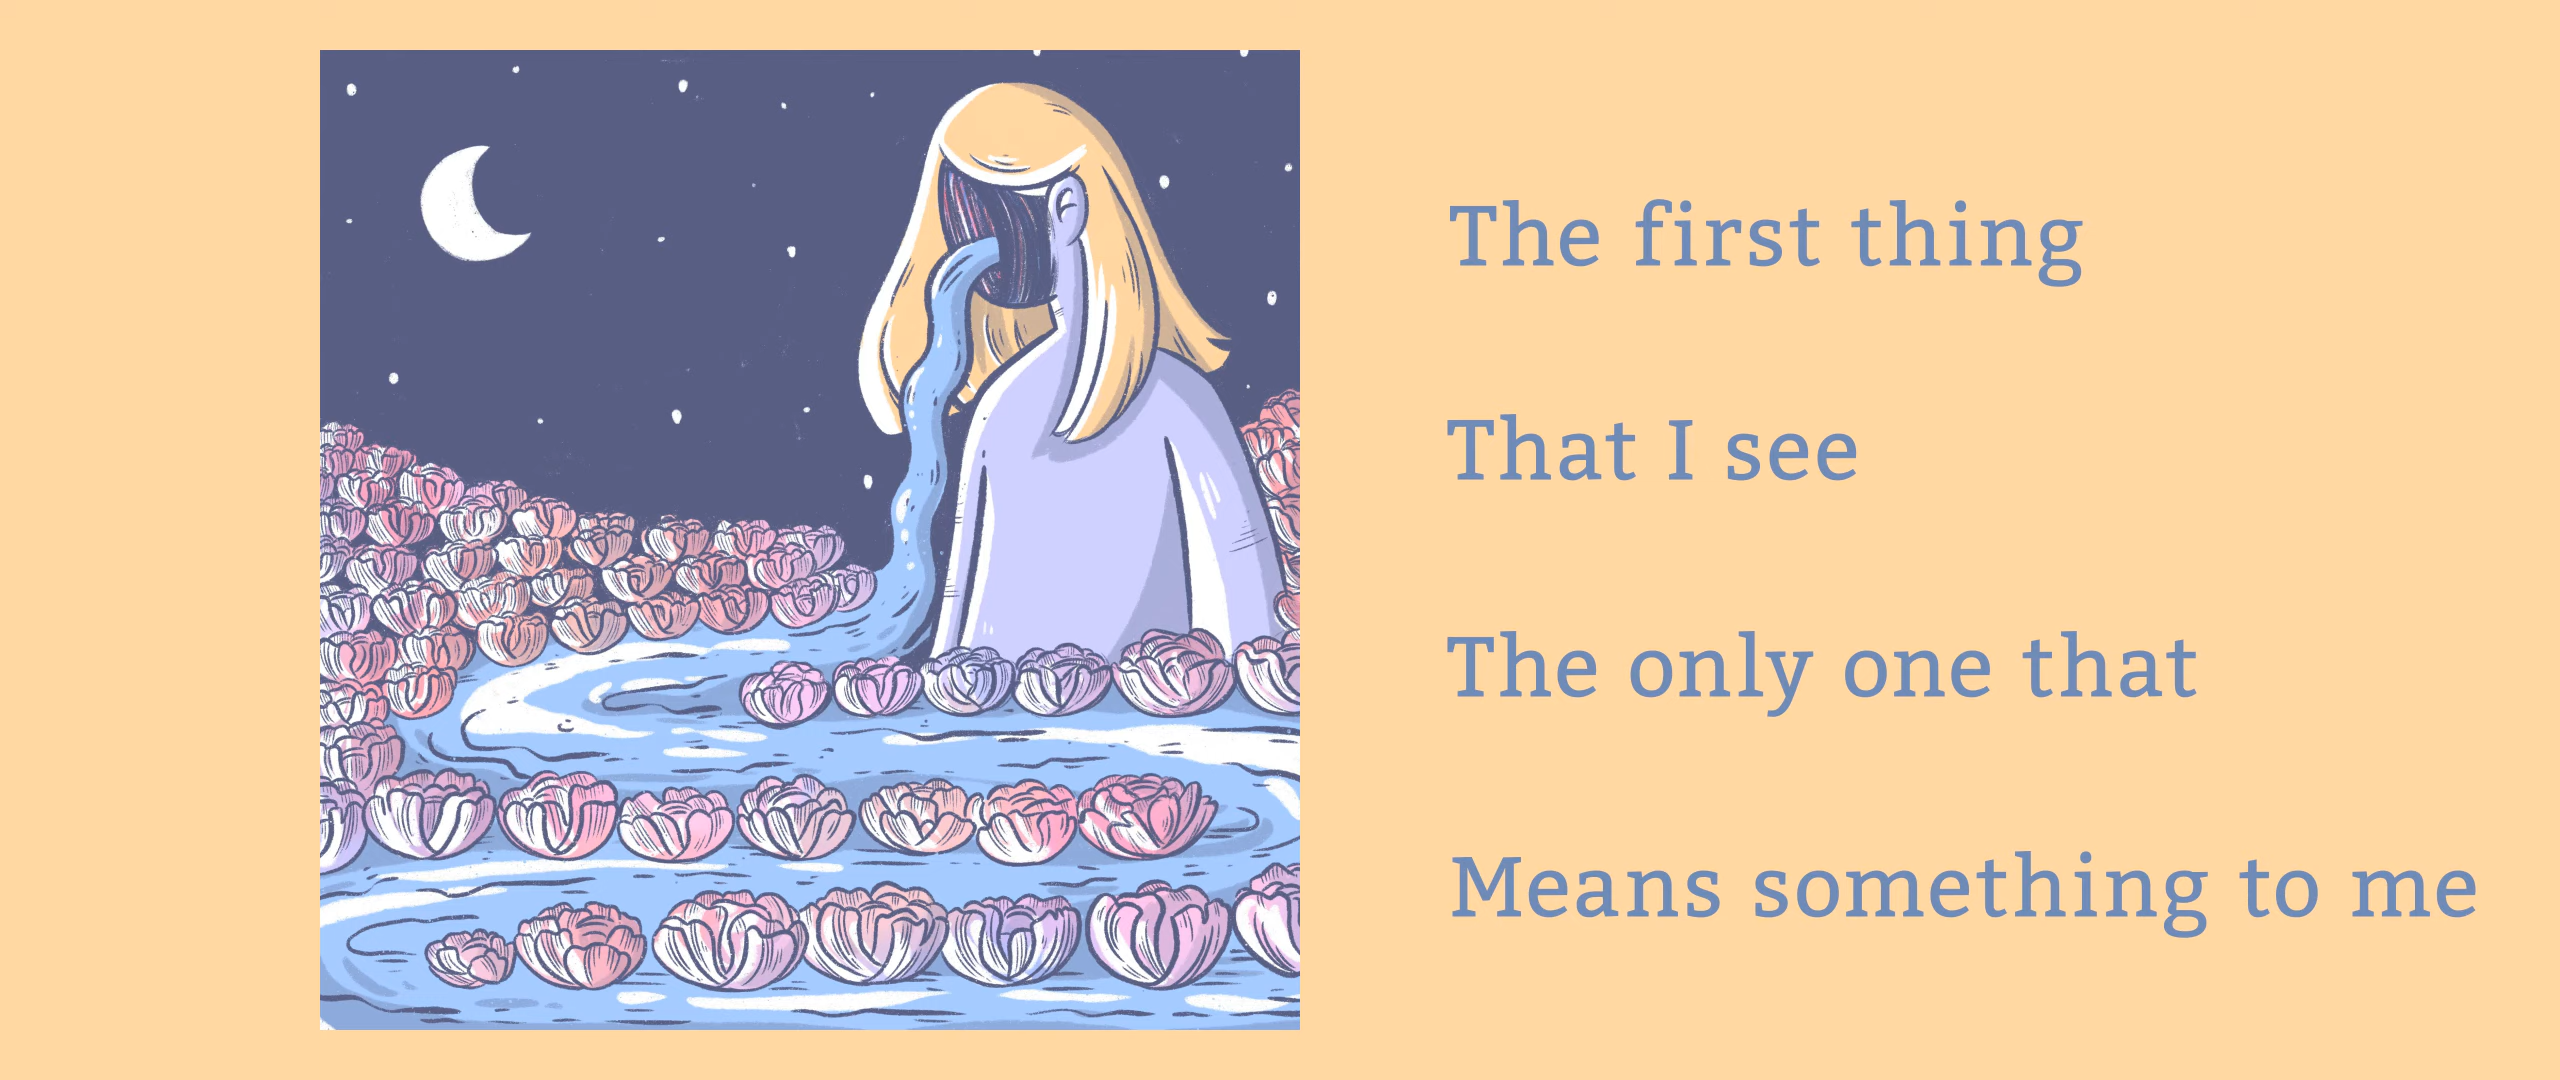 The first thing
That I see
The only one that
Means something to me